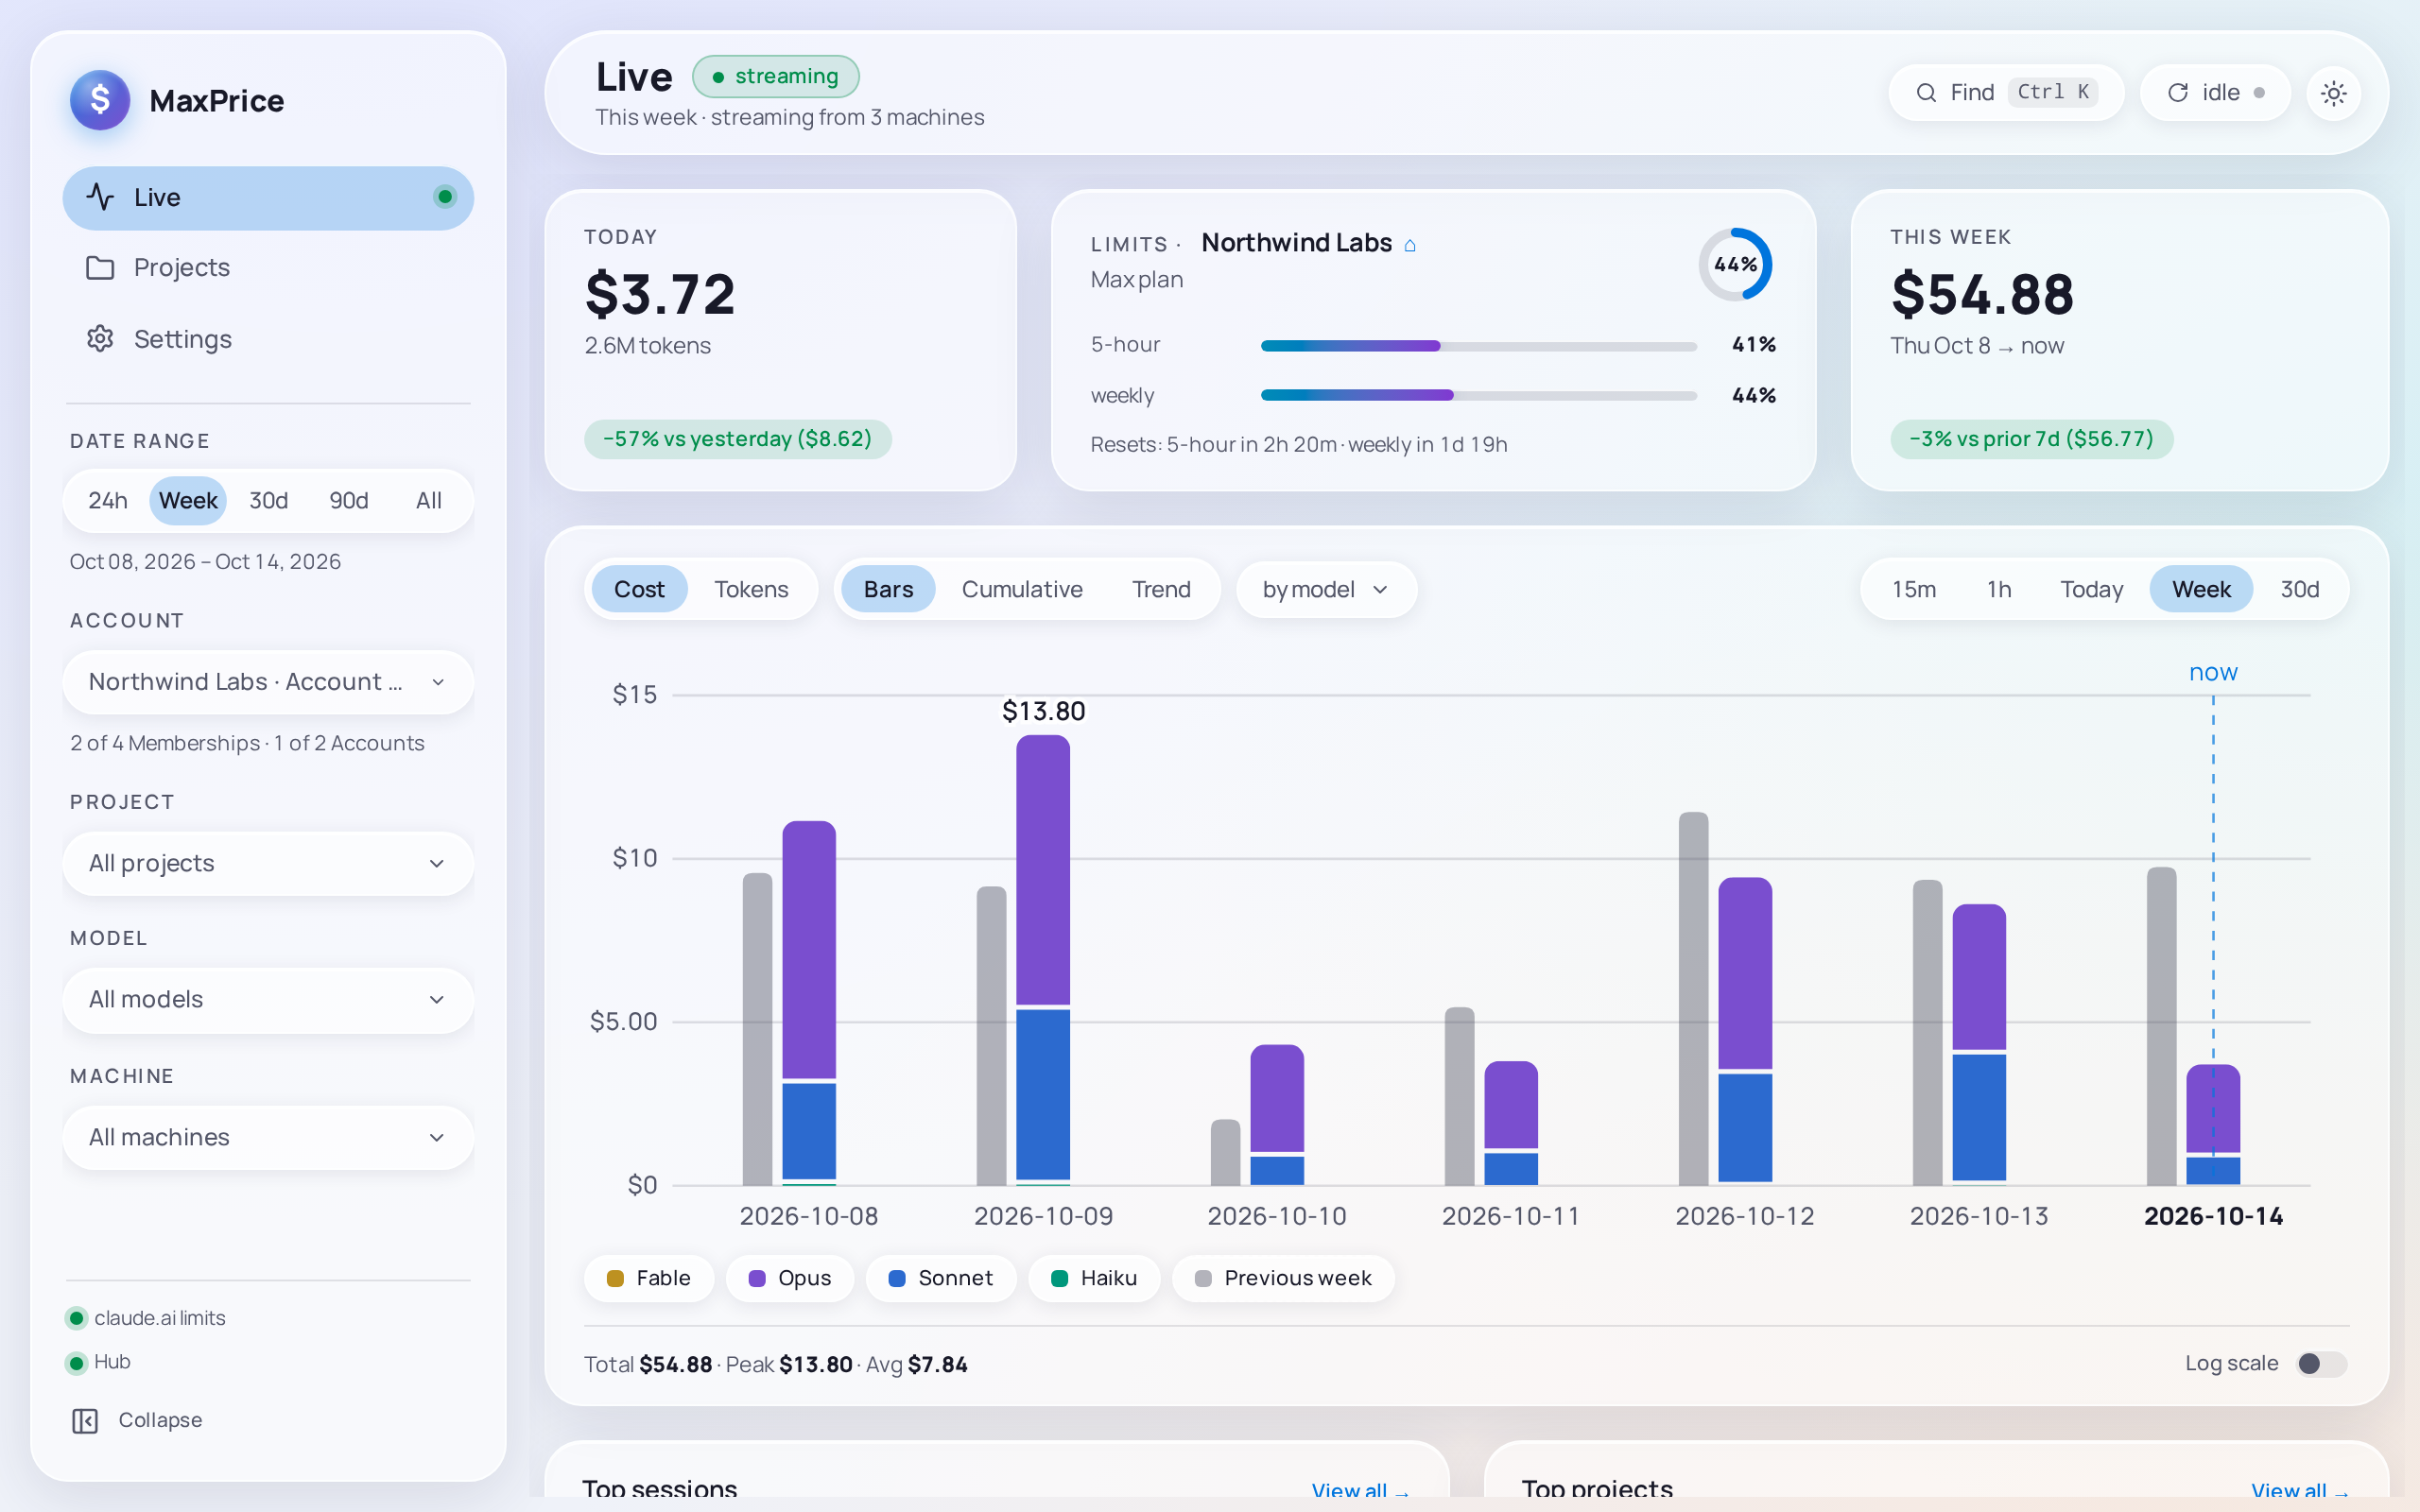 MaxPrice
Live
Projects
Settings
DATE RANGE
24h Week 30d 90d All
Oct 08, 2026 – Oct 14, 2026
ACCOUNT
Northwind Labs · Account ...
2 of 4 Memberships · 1 of 2 Accounts
PROJECT
All projects
MODEL
All models
MACHINE
All machines
claude.ai limits
Hub
Collapse
Live streaming
This week · streaming from 3 machines
Find Ctrl K idle
TODAY
$3.72
2.6M tokens
−57% vs yesterday ($8.62)
LIMITS · Northwind Labs
Max plan
44%
5-hour 41%
weekly 44%
Resets: 5-hour in 2h 20m · weekly in 1d 19h
THIS WEEK
$54.88
Thu Oct 8 → now
−3% vs prior 7d ($56.77)
Cost Tokens Bars Cumulative Trend by model 15m 1h Today Week 30d
now
$15
$13.80
$10
$5.00
$0
2026-10-08 2026-10-09 2026-10-10 2026-10-11 2026-10-12 2026-10-13 2026-10-14
Fable Opus Sonnet Haiku Previous week
Total $54.88 · Peak $13.80 · Avg $7.84 Log scale
Top sessions View all →
Top projects View all →